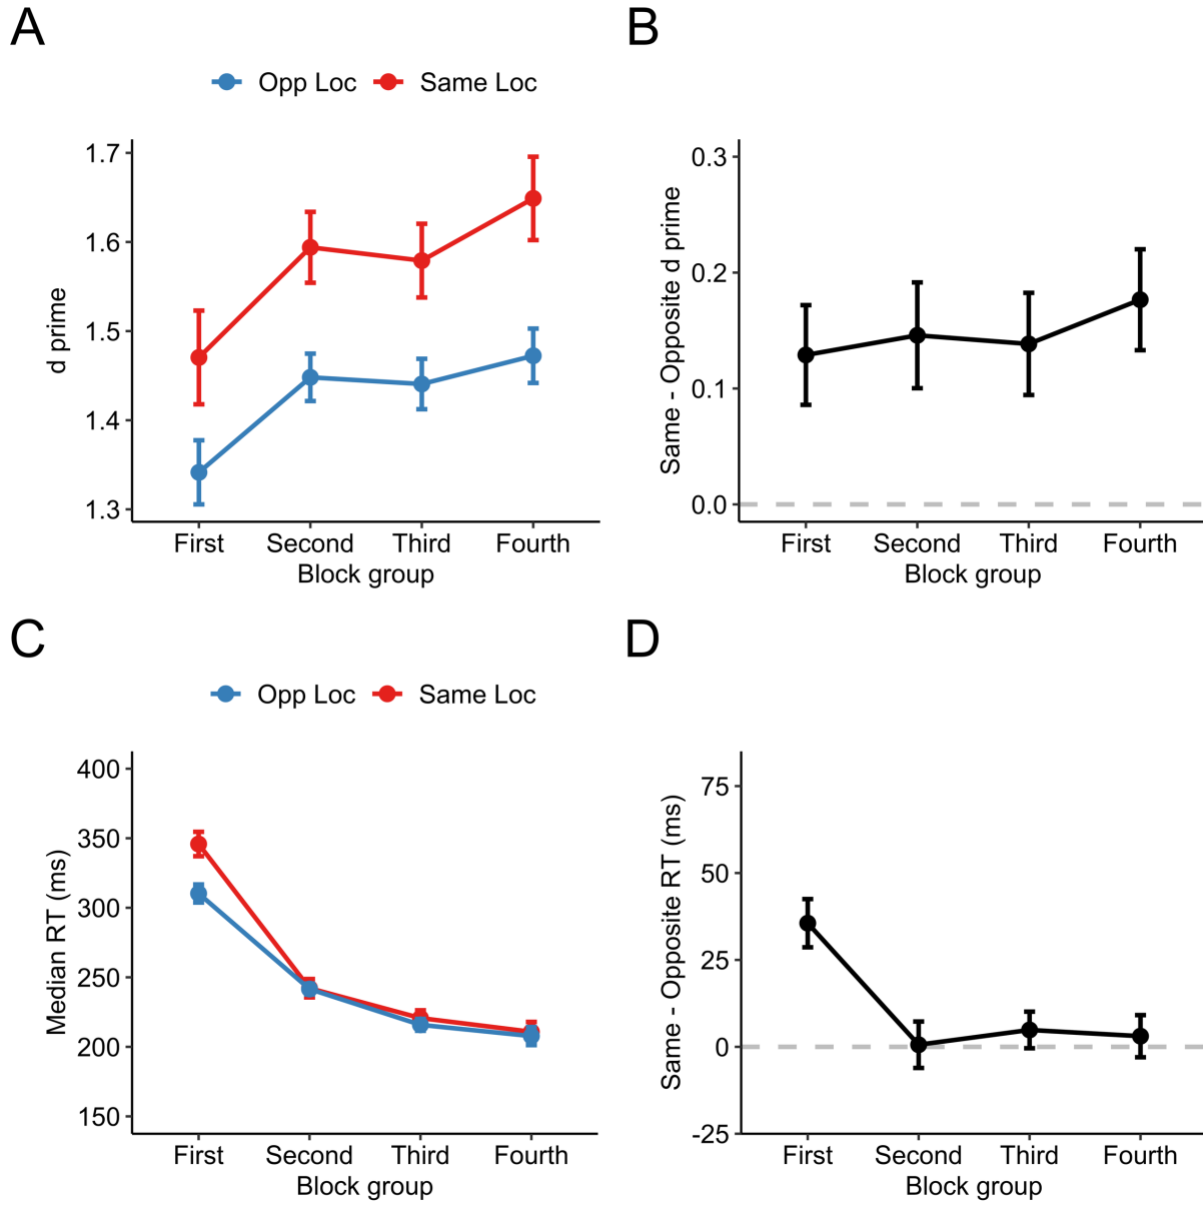 A
Opp Loc Same Loc
d prime
1.7
1.6
1.5
1.4
1.3
First Second Third Fourth
Block group
B
Same - Opposite d prime
0.3
0.2
0.1
0.0
First Second Third Fourth
Block group
C
Opp Loc Same Loc
Median RT (ms)
400
350
300
250
200
150
First Second Third Fourth
Block group
D
Same - Opposite RT (ms)
75
50
25
0
-25
First Second Third Fourth
Block group